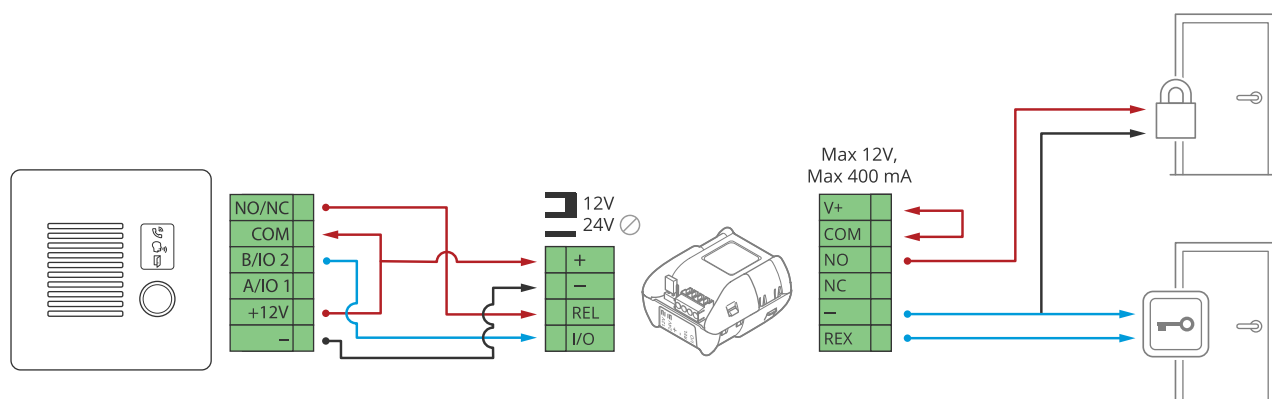 NO/NC
COM
B/IO 2
A/IO 1
+12V
–
12V
24V
+
–
REL
I/O
Max 12V,
Max 400 mA
V+
COM
NO
NC
–
REX